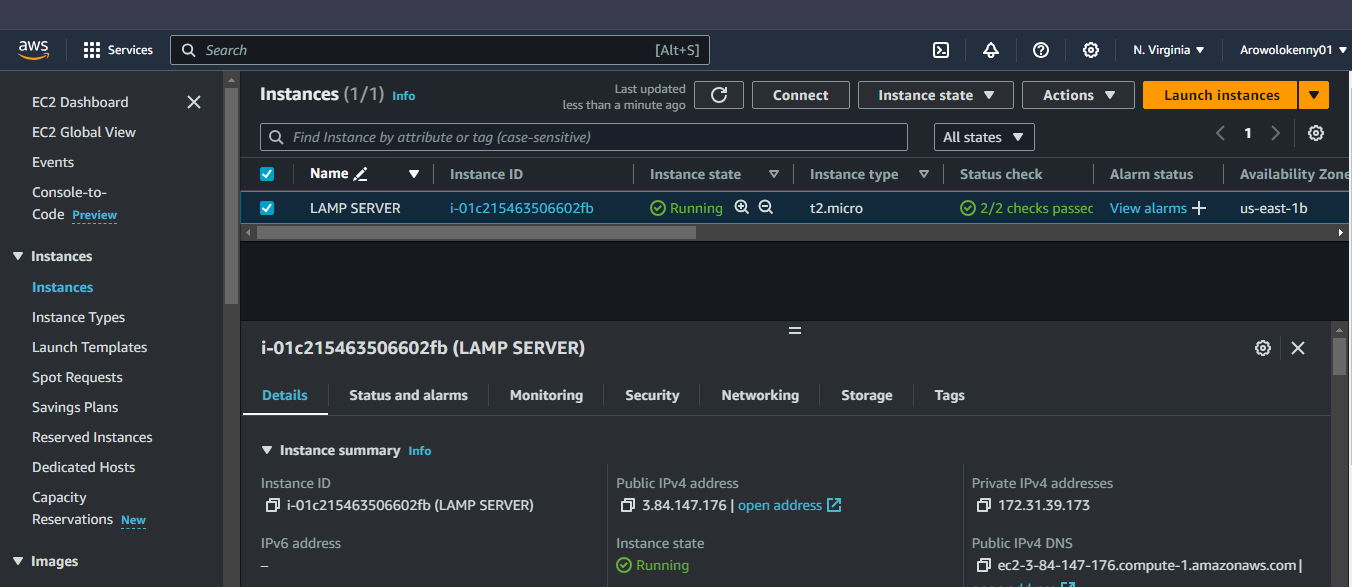 aws Services Search [Alt+S] N. Virginia Arowolokenny01
EC2 Dashboard
EC2 Global View
Events
Console-to-
Code Preview
Instances
Instances
Instance Types
Launch Templates
Spot Requests
Savings Plans
Reserved Instances
Dedicated Hosts
Capacity
Reservations New
Images
Instances (1/1) Info
Last updated
less than a minute ago
Connect Instance state Actions Launch instances
Find Instance by attribute or tag (case-sensitive) All states 1
Name Instance ID Instance state Instance type Status check Alarm status Availability Zone
LAMP SERVER i-01c215463506602fb Running t2.micro 2/2 checks passec View alarms us-east-1b
i-01c215463506602fb (LAMP SERVER)
Details Status and alarms Monitoring Security Networking Storage Tags
Instance summary Info
Instance ID
i-01c215463506602fb (LAMP SERVER)
IPv6 address
–
Public IPv4 address
3.84.147.176 | open address
Instance state
Running
Private IPv4 addresses
172.31.39.173
Public IPv4 DNS
ec2-3-84-147-176.compute-1.amazonaws.com |